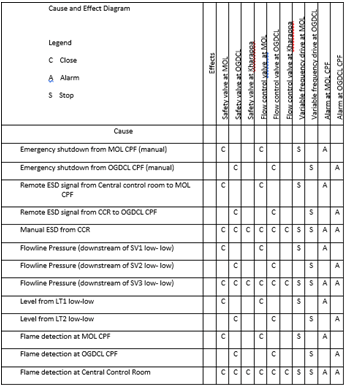 Cause and Effect Diagram
Legend
C Close
A Alarm
S Stop
Effects
Safety valve at MOL
Safety valve at OGDCL
Safety valve at Kharappa
Flow control valve at MOL
Flow control valve at OGDCL
Flow control valve at Kharappa
Variable frequency drive at MOL
Variable frequency drive at OGDCL
Alarm at MOL CPF
Alarm at OGDCL CPF
Cause
Emergency shutdown from MOL CPF (manual) C C S A
Emergency shutdown from OGDCL CPF (manual) C C S A
Remote ESD signal from Central control room to MOL C C S A
CPF
Remote ESD signal from CCR to OGDCL CPF C C S A
Manual ESD from CCR C C C C C C S S A A
Flowline Pressure (downstream of SV1 low- low) C C S A
Flowline Pressure (downstream of SV2 low- low) C C S A
Flowline Pressure (downstream of SV3 low- low) C C C C C C S S A A
Level from LT1 low-low C C S A
Level from LT2 low-low C C S A
Flame detection at MOL CPF C C S A
Flame detection at OGDCL CPF C C S A
Flame detection at Central Control Room C C C C C C S S A A